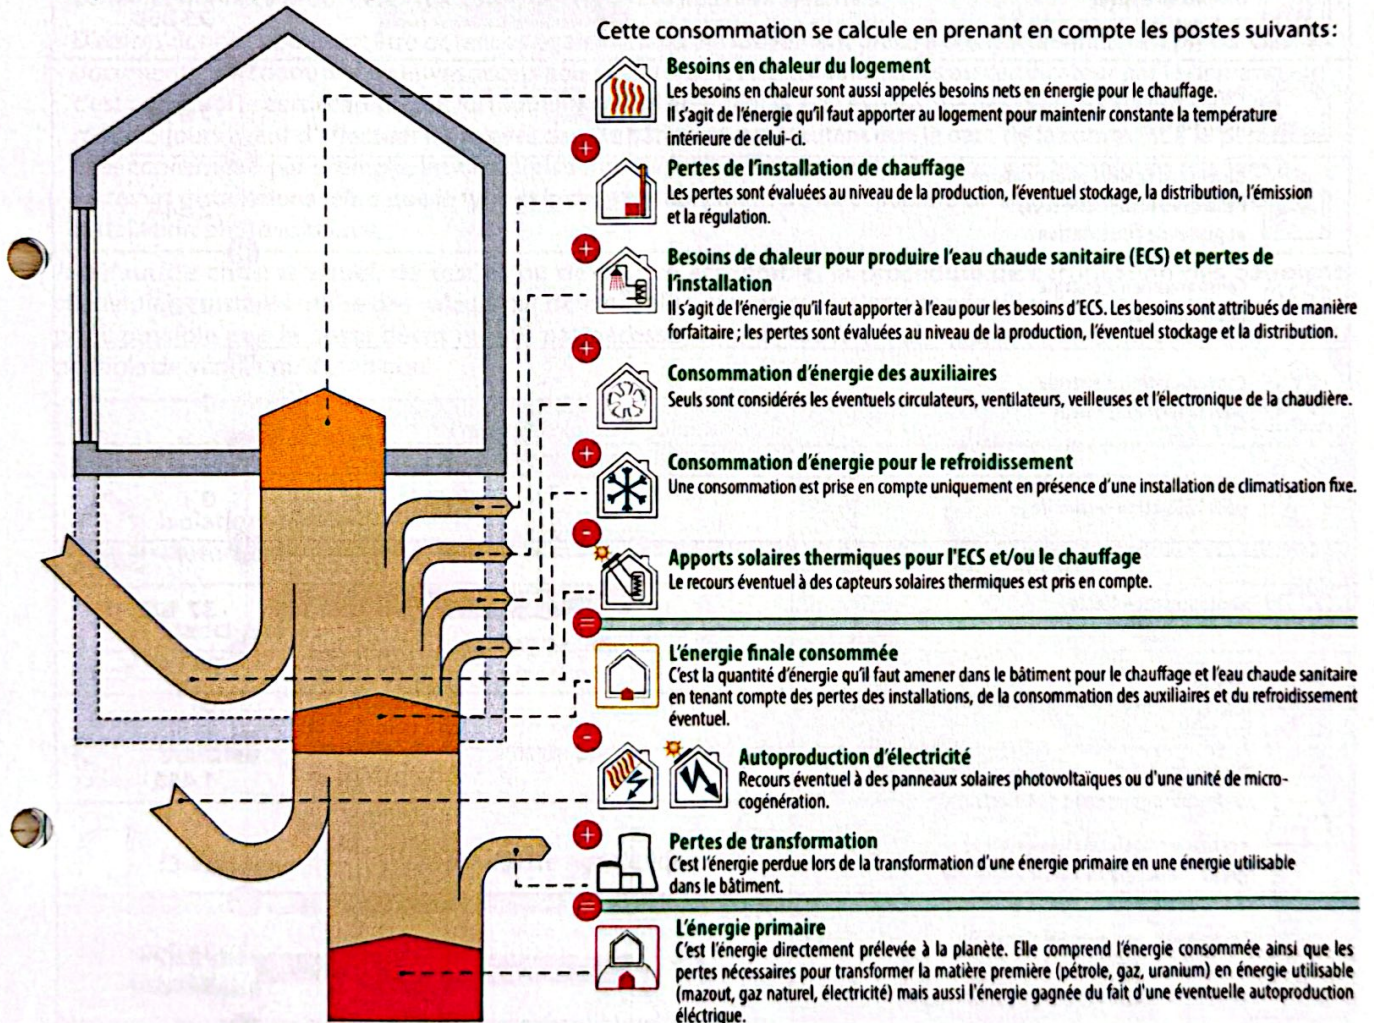 Cette consommation se calcule en prenant en compte les postes suivants:
Besoins en chaleur du logement
Les besoins en chaleur sont aussi appelés besoins nets en énergie pour le chauffage.
Il s'agit de l'énergie qu'il faut apporter au logement pour maintenir constante la température
intérieure de celui-ci.
+
Pertes de l'installation de chauffage
Les pertes sont évaluées au niveau de la production, l'éventuel stockage, la distribution, l'émission
et la régulation.
+
Besoins de chaleur pour produire l'eau chaude sanitaire (ECS) et pertes de
l'installation
Il s'agit de l'énergie qu'il faut apporter à l'eau pour les besoins d'ECS. Les besoins sont attribués de manière
forfaitaire ; les pertes sont évaluées au niveau de la production, l'éventuel stockage et la distribution.
+
Consommation d'énergie des auxiliaires
Seuls sont considérés les éventuels circulateurs, ventilateurs, veilleuses et l'électronique de la chaudière.
+
Consommation d'énergie pour le refroidissement
Une consommation est prise en compte uniquement en présence d'une installation de climatisation fixe.
-
Apports solaires thermiques pour l'ECS et/ou le chauffage
Le recours éventuel à des capteurs solaires thermiques est pris en compte.
=
L'énergie finale consommée
C'est la quantité d'énergie qu'il faut amener dans le bâtiment pour le chauffage et l'eau chaude sanitaire
en tenant compte des pertes des installations, de la consommation des auxiliaires et du refroidissement
éventuel.
-
Autoproduction d'électricité
Recours éventuel à des panneaux solaires photovoltaïques ou d'une unité de micro-
cogénération.
+
Pertes de transformation
C'est l'énergie perdue lors de la transformation d'une énergie primaire en une énergie utilisable
dans le bâtiment.
=
L'énergie primaire
C'est l'énergie directement prélevée à la planète. Elle comprend l'énergie consommée ainsi que les
pertes nécessaires pour transformer la matière première (pétrole, gaz, uranium) en énergie utilisable
(mazout, gaz naturel, électricité) mais aussi l'énergie gagnée du fait d'une éventuelle autoproduction
éléctrique.